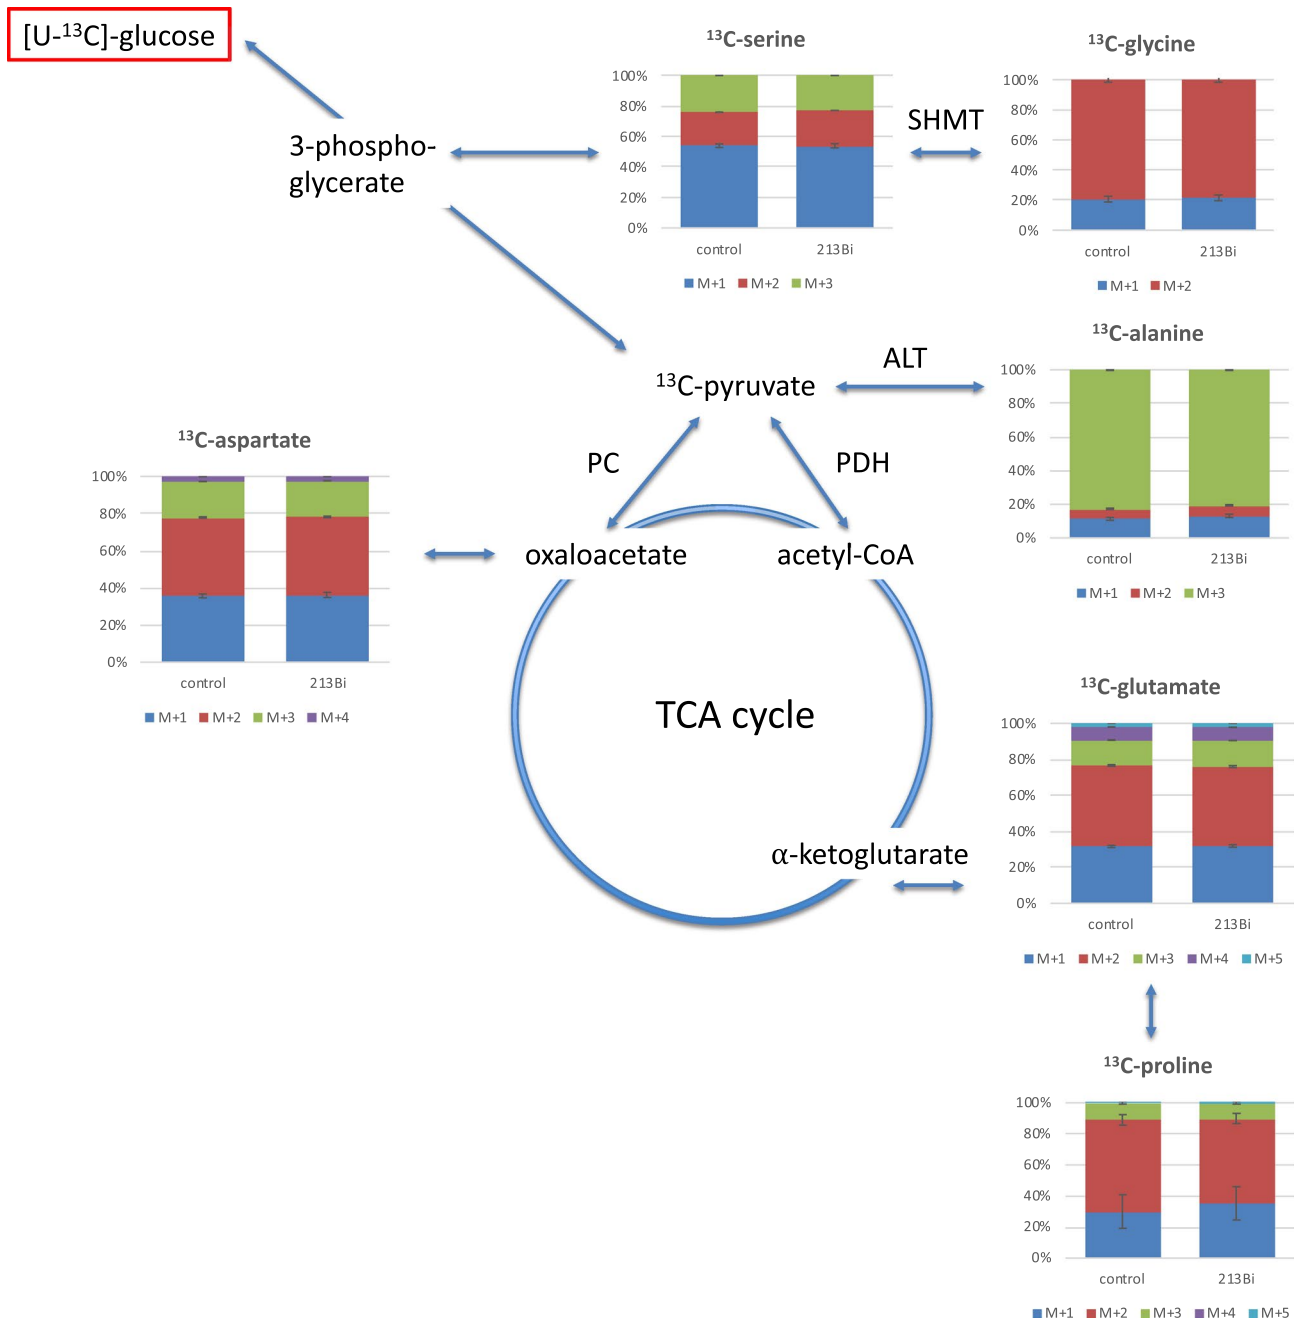 [U-¹³C]-glucose
3-phospho-
glycerate
¹³C-serine
100%
80%
60%
40%
20%
0%
control
213Bi
M+1
M+2
M+3
SHMT
¹³C-glycine
100%
80%
60%
40%
20%
0%
control
213Bi
M+1
M+2
¹³C-pyruvate
ALT
¹³C-alanine
100%
80%
60%
40%
20%
0%
control
213Bi
M+1
M+2
M+3
PC
PDH
¹³C-aspartate
100%
80%
60%
40%
20%
0%
control
213Bi
M+1
M+2
M+3
M+4
oxaloacetate
acetyl-CoA
TCA cycle
α-ketoglutarate
¹³C-glutamate
100%
80%
60%
40%
20%
0%
control
213Bi
M+1
M+2
M+3
M+4
M+5
¹³C-proline
100%
80%
60%
40%
20%
0%
control
213Bi
M+1
M+2
M+3
M+4
M+5